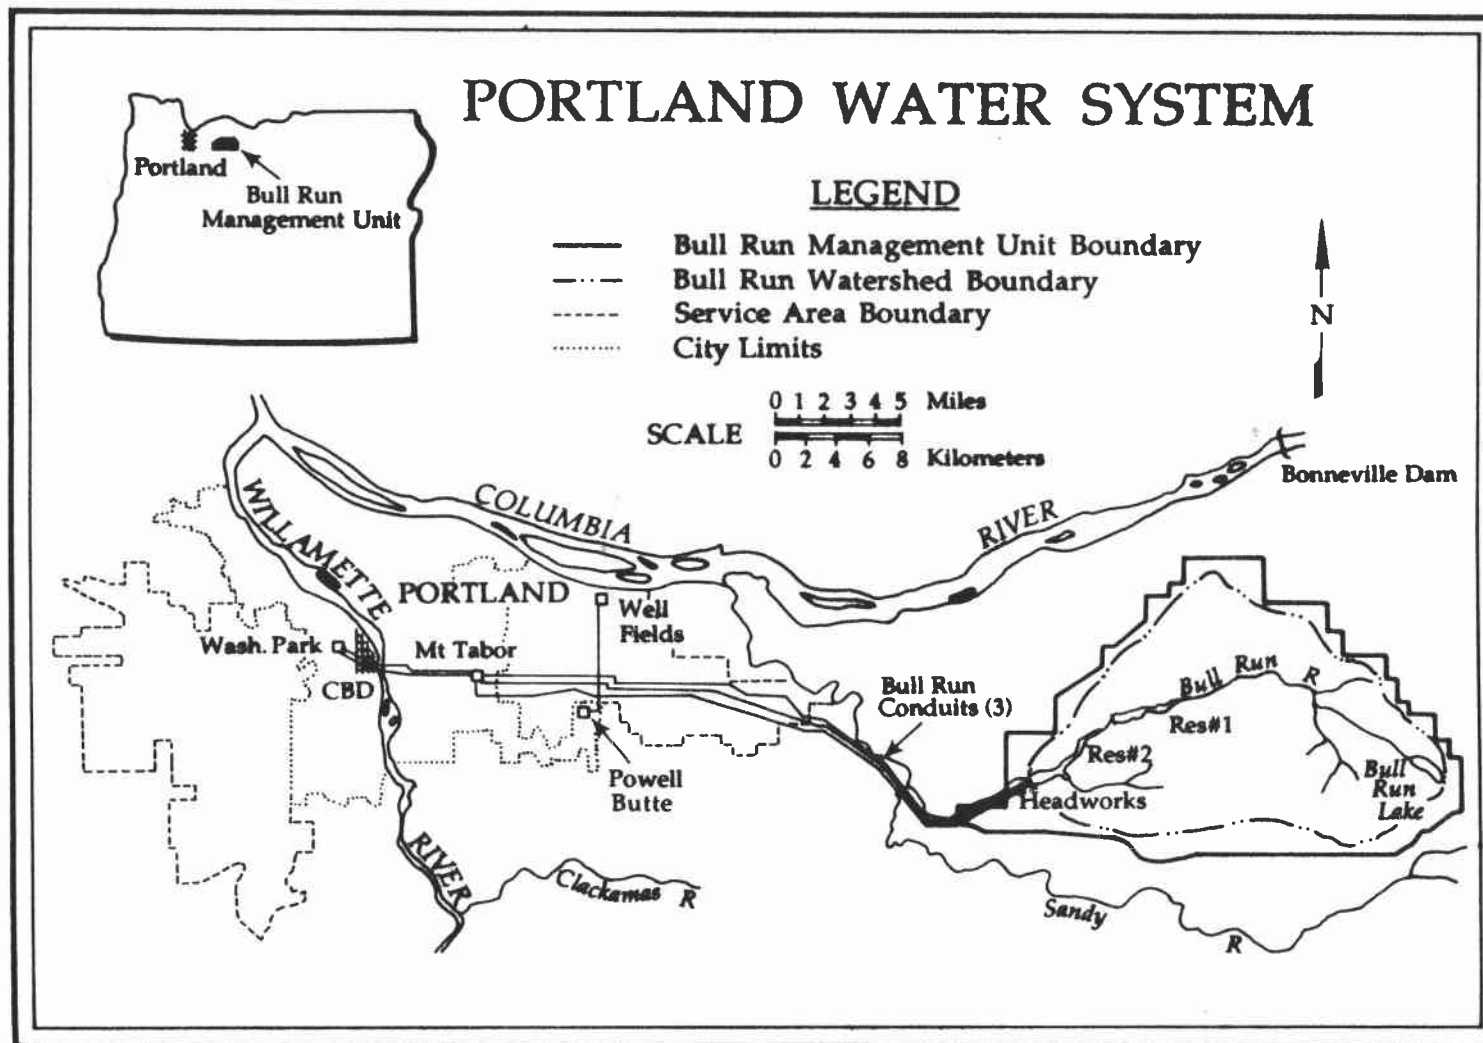 PORTLAND WATER SYSTEM
Portland
Bull Run
Management Unit
LEGEND
Bull Run Management Unit Boundary
Bull Run Watershed Boundary
Service Area Boundary
City Limits
N
SCALE
0 1 2 3 4 5 Miles
0 2 4 6 8 Kilometers
Bonneville Dam
COLUMBIA
RIVER
WILLAMETTE
PORTLAND
Well
Fields
Wash. Park
Mt Tabor
CBD
Bull Run
Conduits (3)
Bull Run R
Res#1
Res#2
Headworks
Bull
Run
Lake
Powell
Butte
RIVER
Clackamas R
Sandy
R